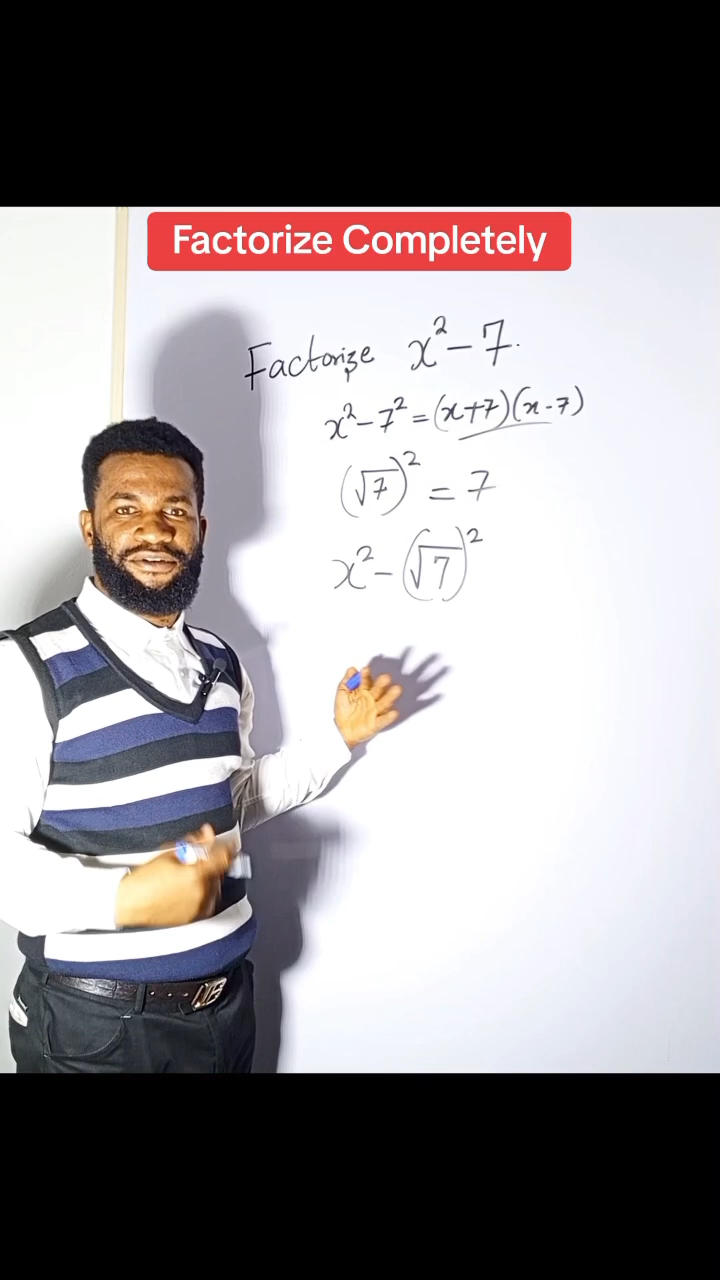 Factorize Completely
Factorize x² - 7.
x² - 7² = (x+7)(x-7)
(√7)² = 7
x² - (√7)²